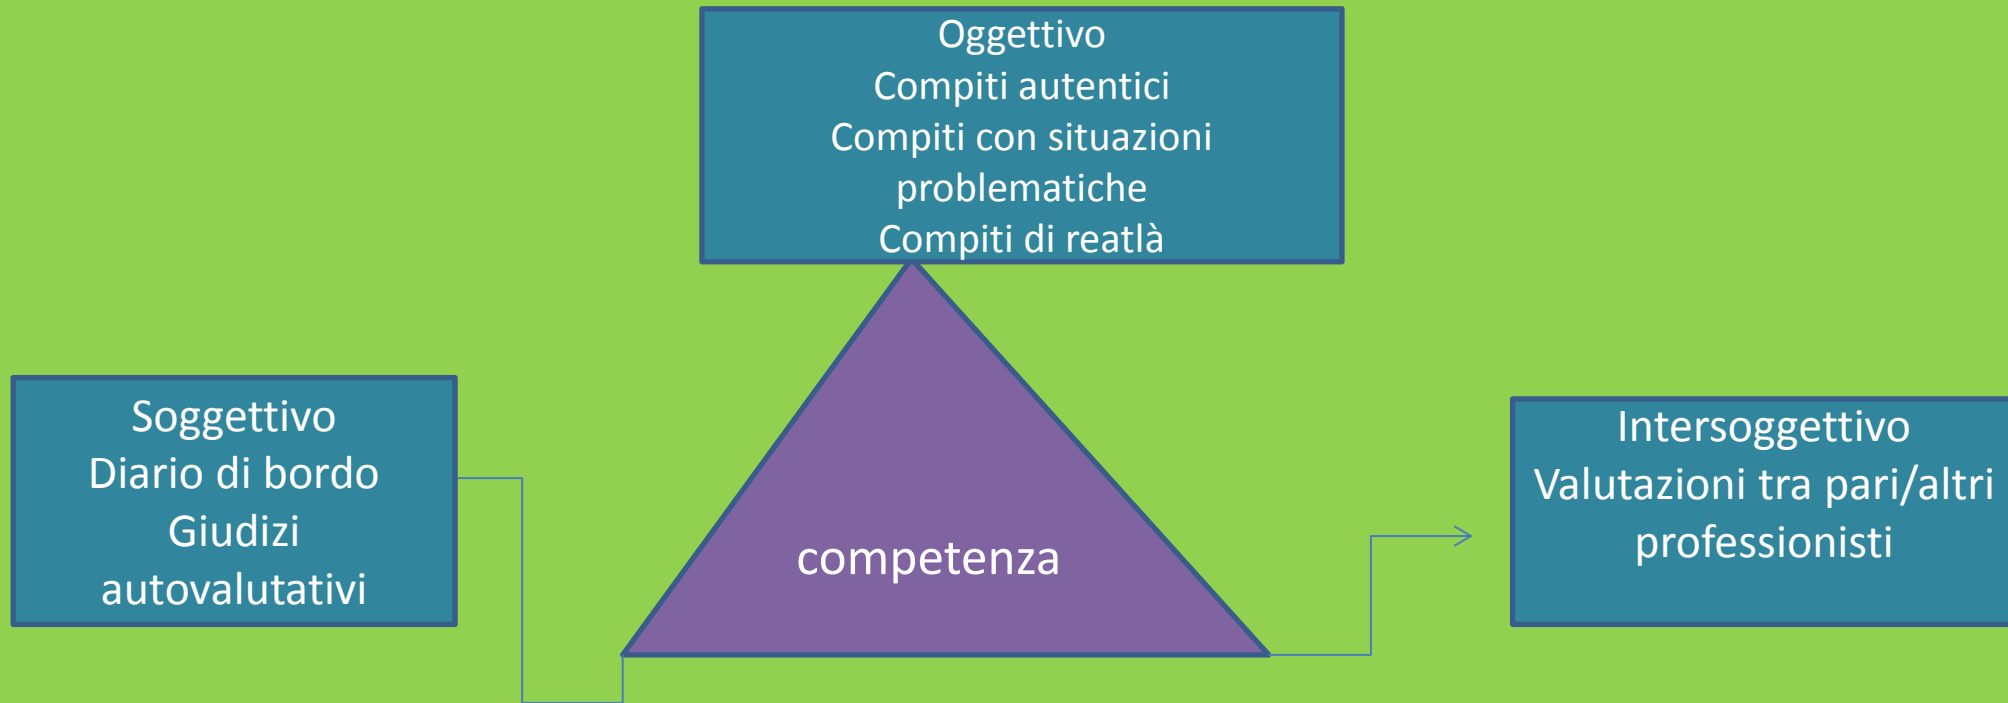 Oggettivo
Compiti autentici
Compiti con situazioni
problematiche
Compiti di reatlà
Soggettivo
Diario di bordo
Giudizi
autovalutativi
competenza
Intersoggettivo
Valutazioni tra pari/altri
professionisti